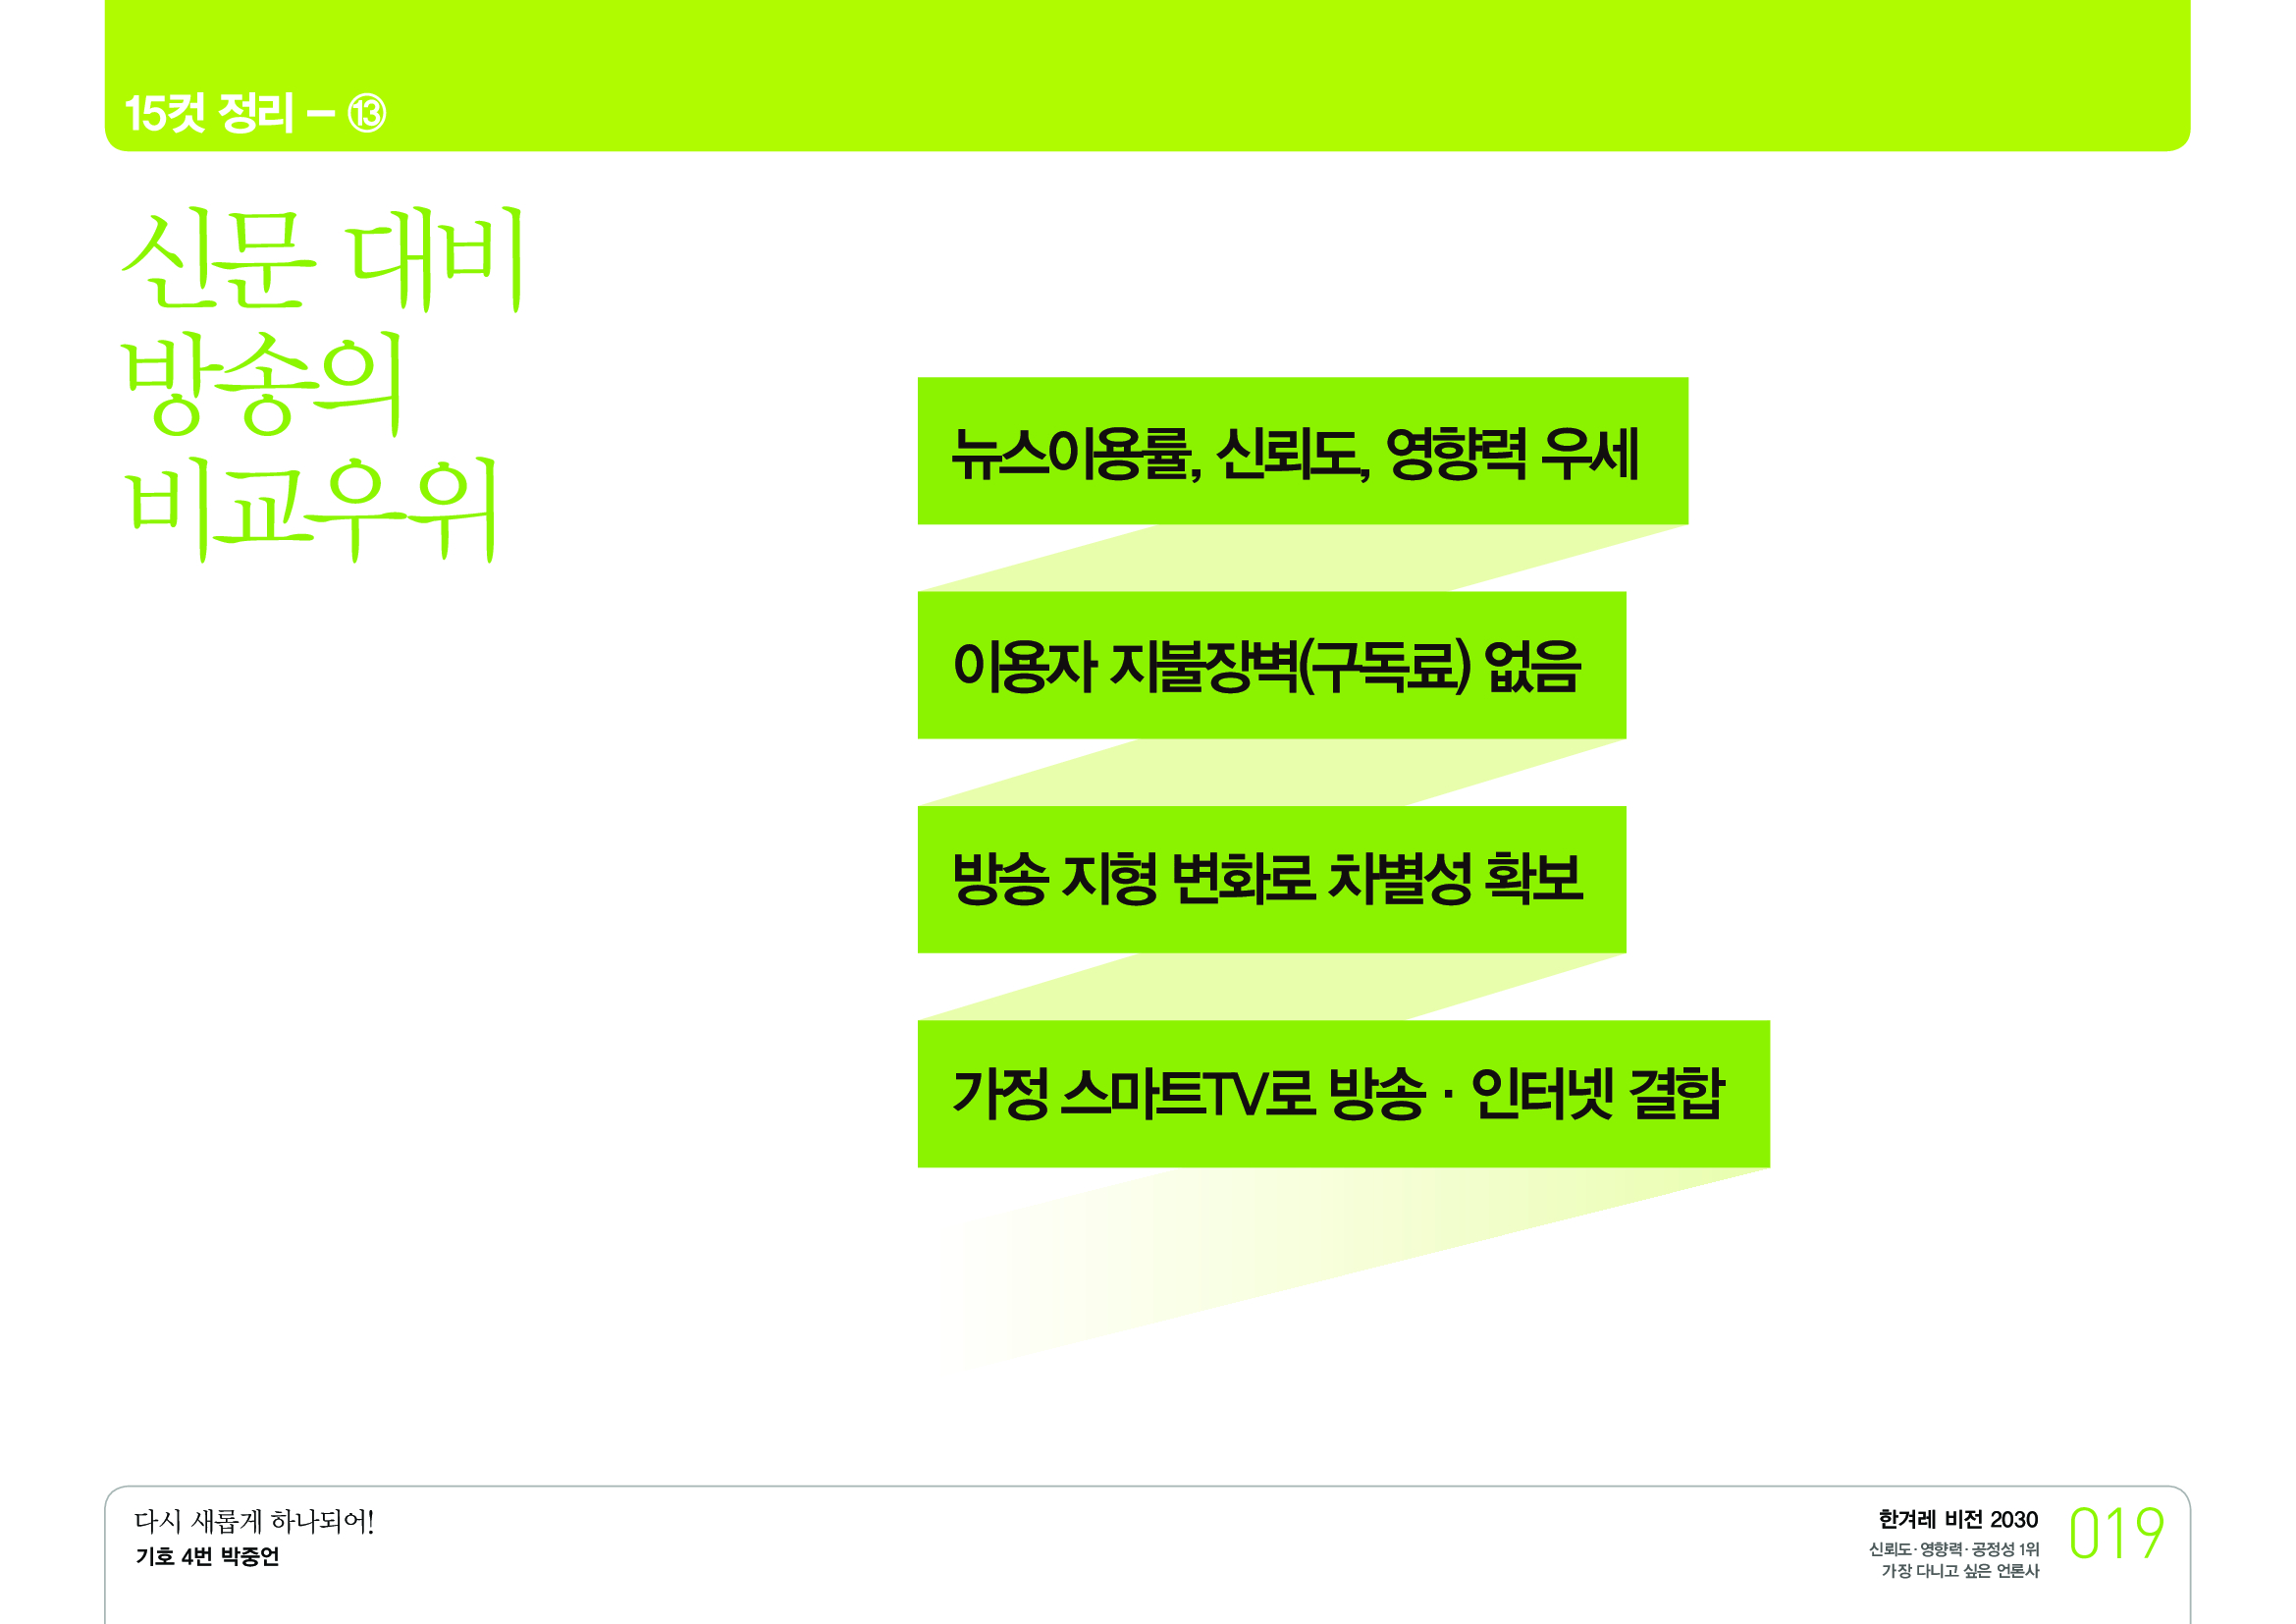 15컷 정리 – ⑬
신문 대비
방송의
비교우위
뉴스이용률, 신뢰도, 영향력 우세
이용자 지불장벽(구독료) 없음
방송 지형 변화로 차별성 확보
가정 스마트TV로 방송 · 인터넷 결합
다시 새롭게 하나되어!
기호 4번 박중언
한겨레 비전 2030
신뢰도·영향력·공정성 1위
가장 다니고 싶은 언론사
019